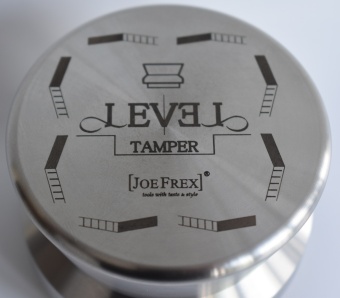 LEVEL
TAMPER
[JOEFREX]®
tools with taste & style